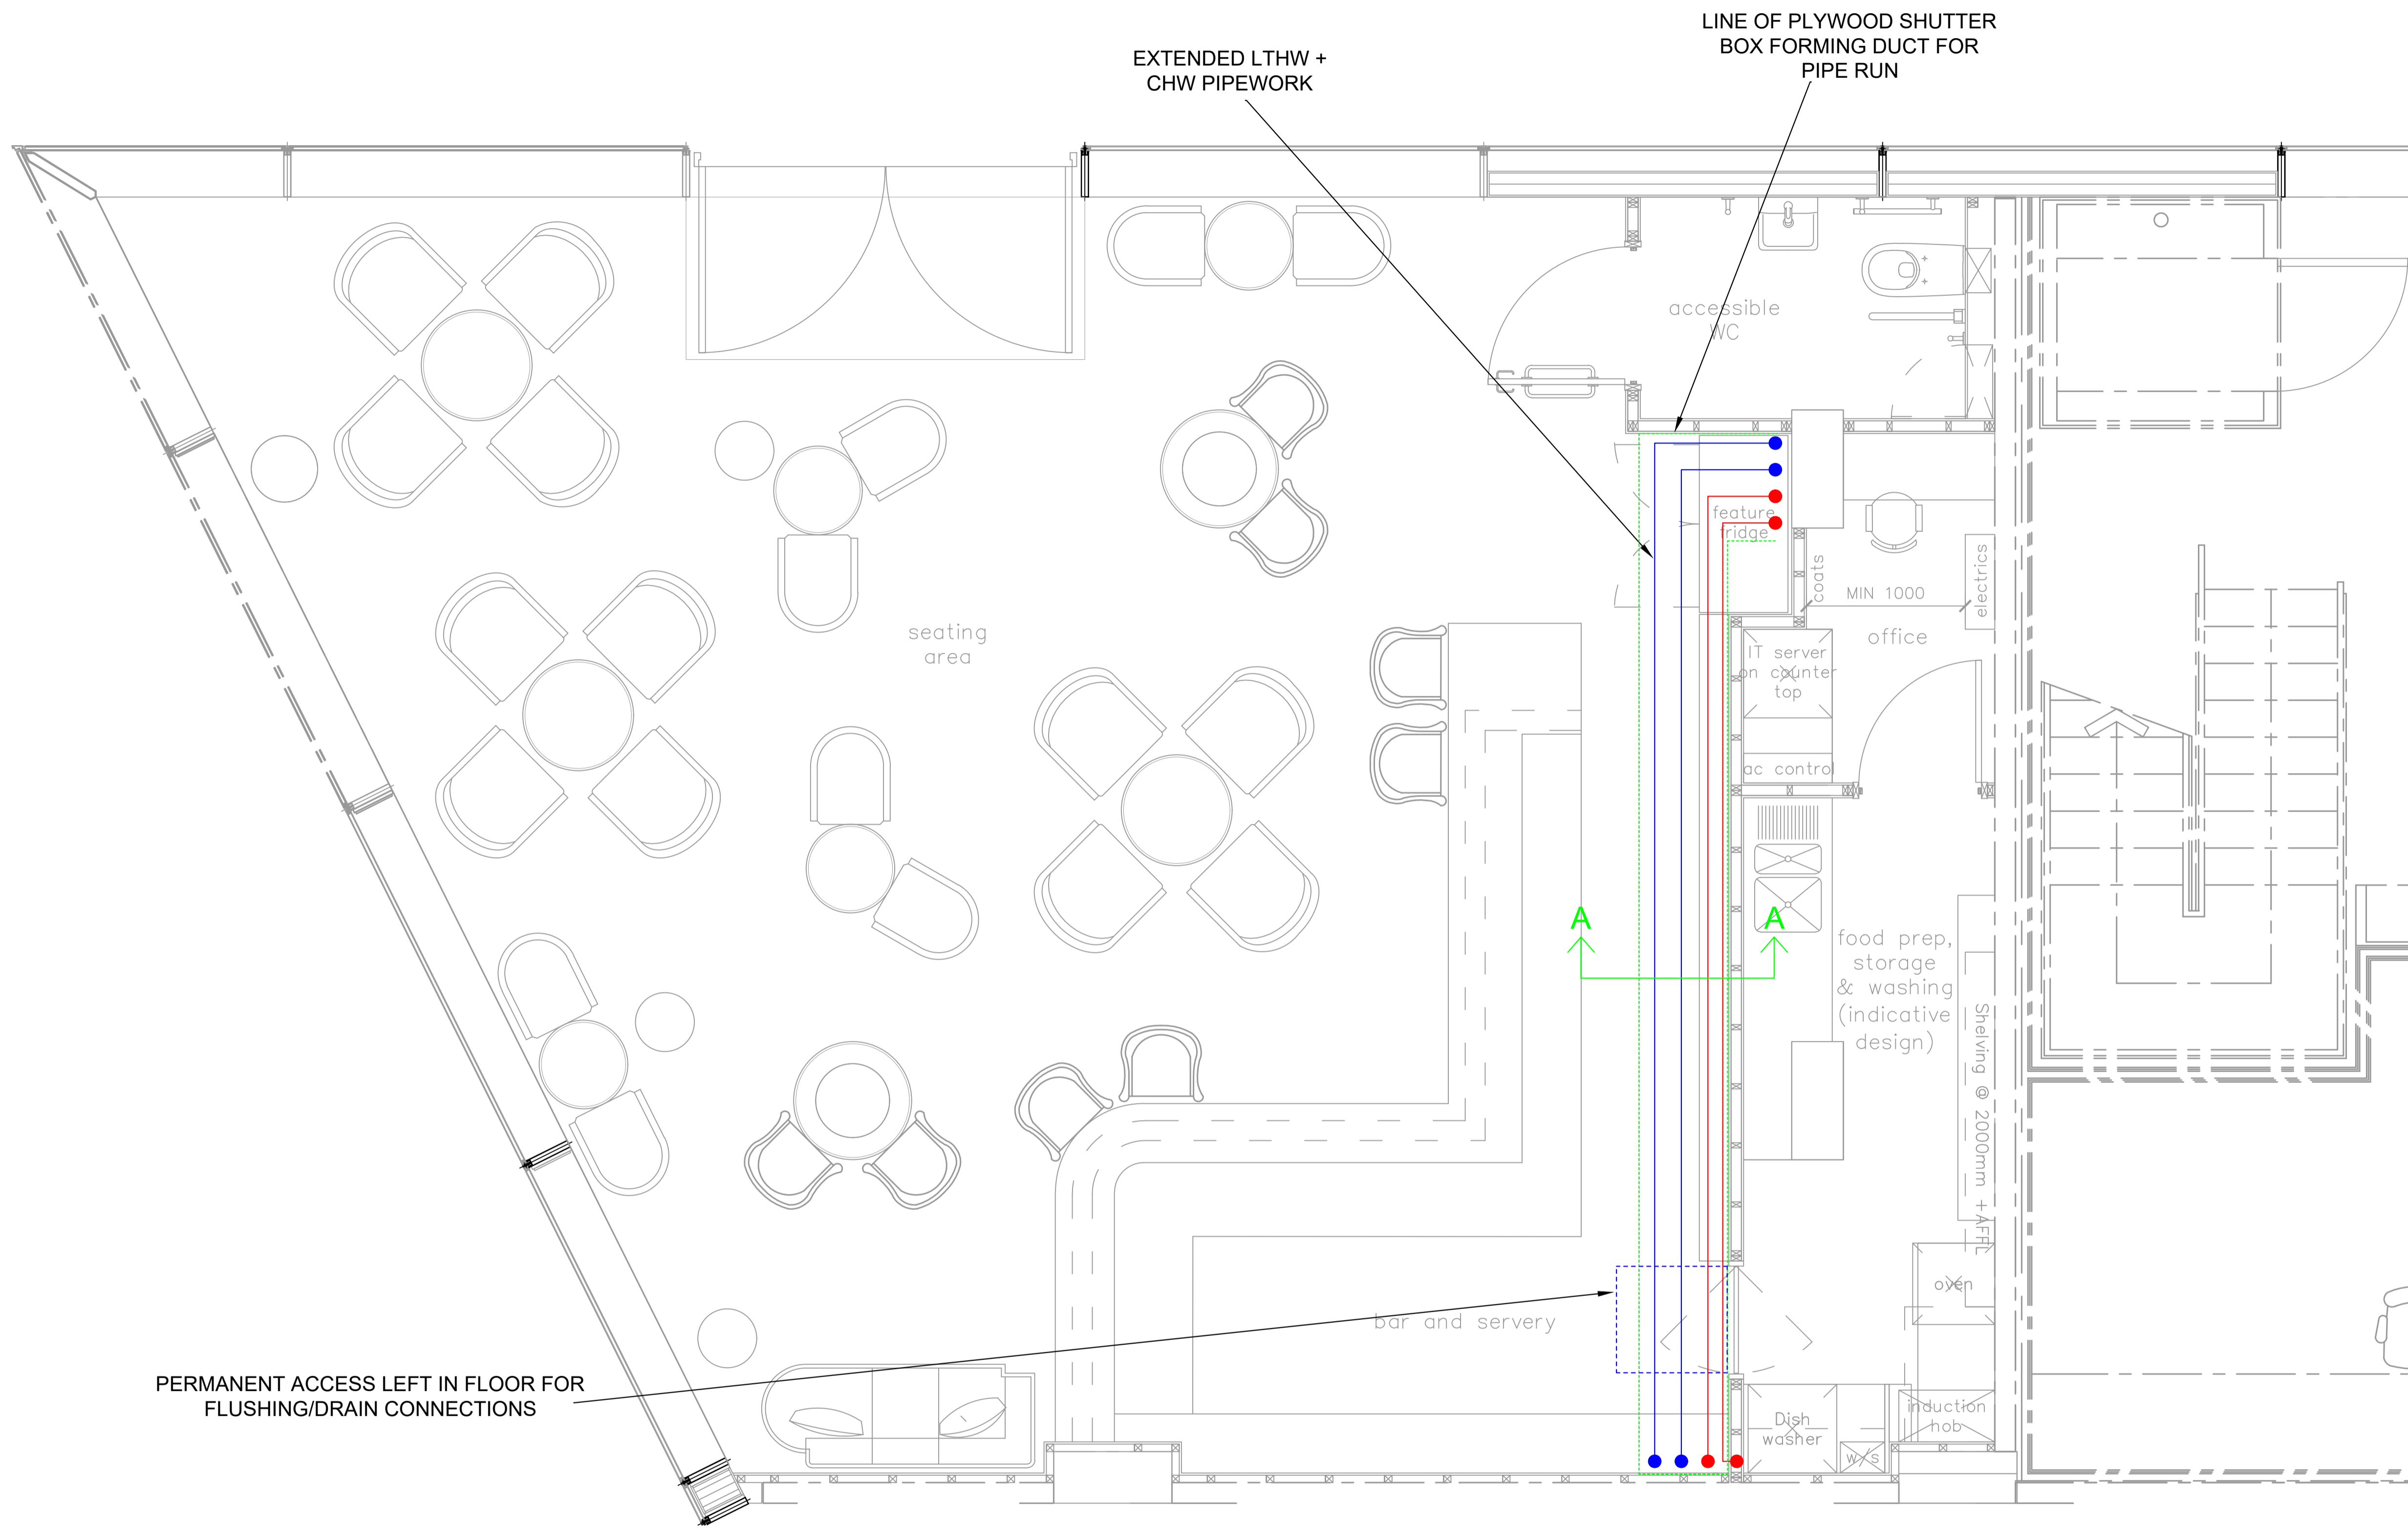 LINE OF PLYWOOD SHUTTER
BOX FORMING DUCT FOR
PIPE RUN
EXTENDED LTHW +
CHW PIPEWORK
accessible
WC
feature
fridge
coats
MIN 1000
electrics
office
seating
area
IT server
on counter
top
ac control
A
A
food prep,
storage
& washing
(indicative
design)
Shelving @ 2000mm +AFFL
oven
bar and servery
PERMANENT ACCESS LEFT IN FLOOR FOR
FLUSHING/DRAIN CONNECTIONS
induction
hob
Dish
washer
w/s